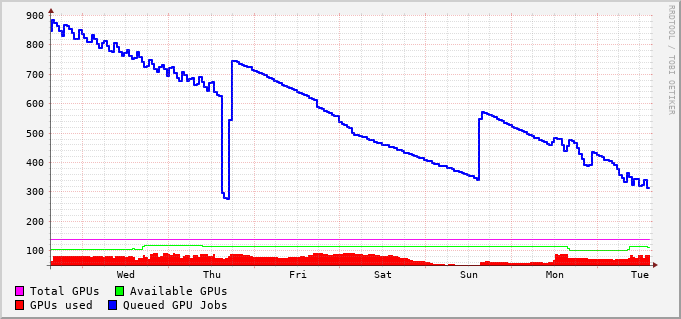 900
800
700
600
500
400
300
200
100
Wed Thu Fri Sat Sun Mon Tue
Total GPUs Available GPUs
GPUs used Queued GPU Jobs
RRDTOOL / TOBI OETIKER